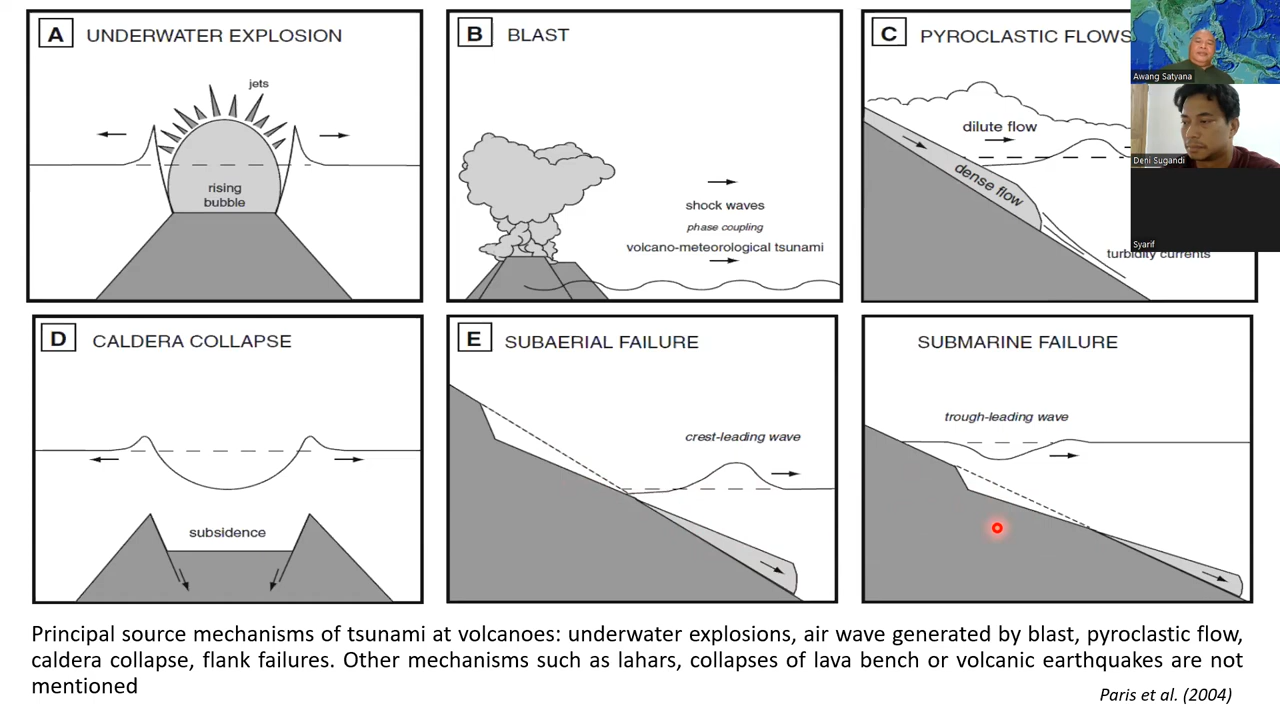 A UNDERWATER EXPLOSION
jets
rising
bubble
B BLAST
shock waves
phase coupling
volcano-meteorological tsunami
C PYROCLASTIC FLOWS
dilute flow
dense flow
turbidity currents
Awang Satyana
Deni Sugandi
Syarif
D CALDERA COLLAPSE
subsidence
E SUBAERIAL FAILURE
crest-leading wave
SUBMARINE FAILURE
trough-leading wave
Principal source mechanisms of tsunami at volcanoes: underwater explosions, air wave generated by blast, pyroclastic flow,
caldera collapse, flank failures. Other mechanisms such as lahars, collapses of lava bench or volcanic earthquakes are not
mentioned
Paris et al. (2004)